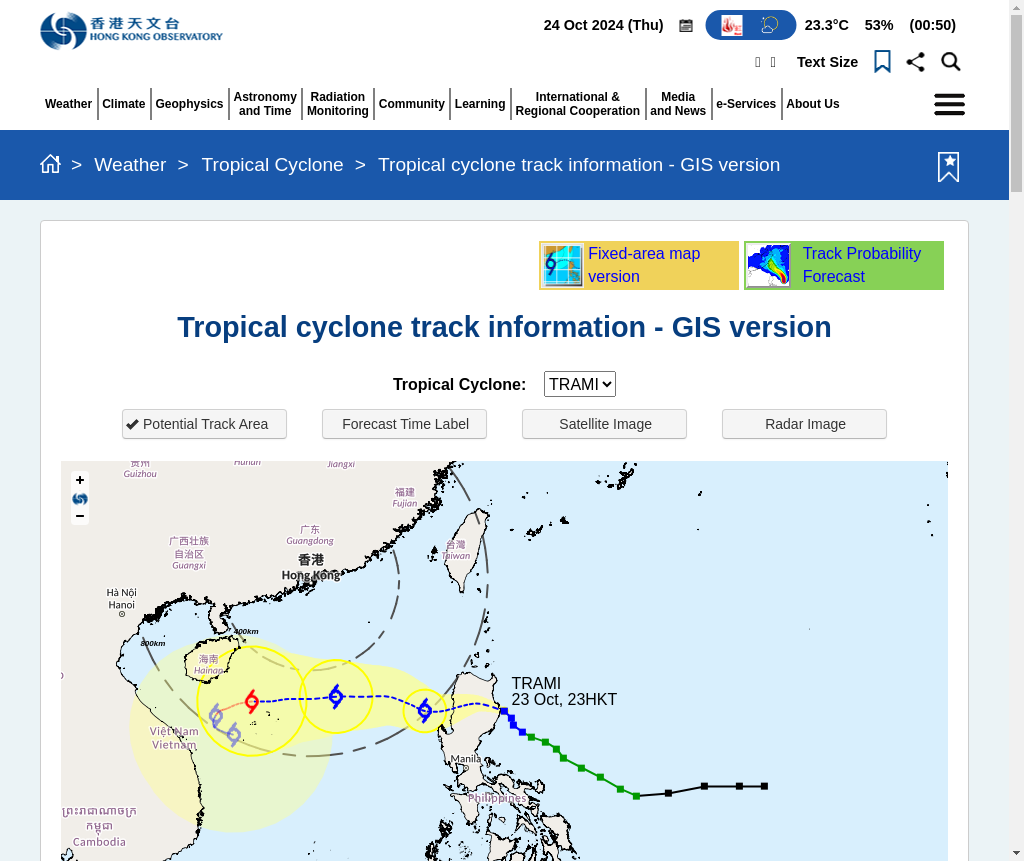 香港天文台
HONG KONG OBSERVATORY
24 Oct 2024 (Thu)
23.3°C 53% (00:50)
Text Size
Weather
Climate
Geophysics
Astronomy
and Time
Radiation
Monitoring
Community
Learning
International &
Regional Cooperation
Media
and News
e-Services
About Us
> Weather > Tropical Cyclone > Tropical cyclone track information - GIS version
Fixed-area map
version
Track Probability
Forecast
Tropical cyclone track information - GIS version
Tropical Cyclone: TRAMI
Potential Track Area
Forecast Time Label
Satellite Image
Radar Image
+
−
贵州
Guizhou
Hunan
Jiangxi
福建
Fujian
广西壮族
自治区
Guangxi
广东
Guangdong
香港
Hong Kong
台灣
Taiwan
Hà Nội
Hanoi
400km
800km
海南
Hainan
TRAMI
23 Oct, 23HKT
Việt Nam
Vietnam
Manila
Philippines
ព្រះរាជាណាចក្រ
កម្ពុជា
Cambodia